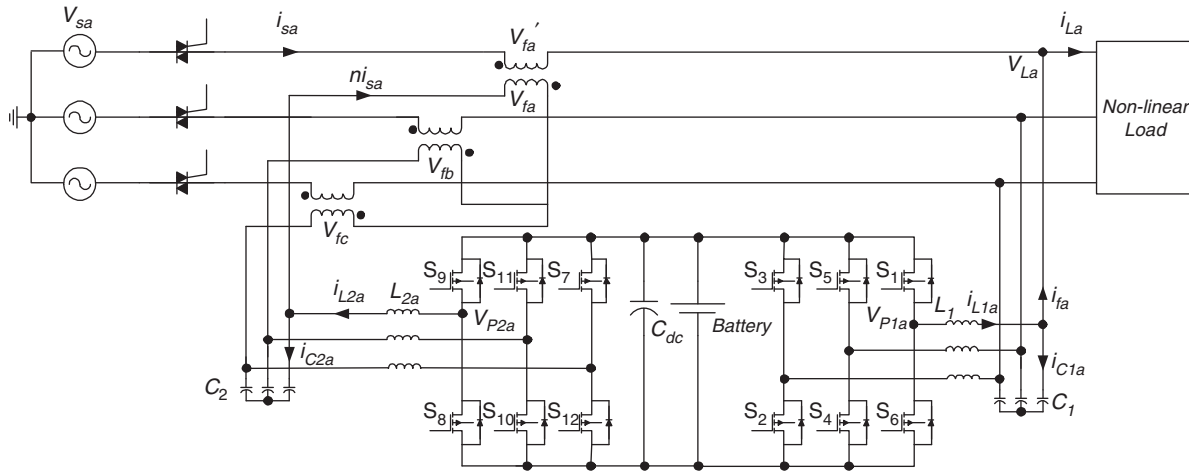 V_sa
i_sa
V_fa'
i_La
V_La
ni_sa
V_fa
Non-linear
Load
V_fb
V_fc
S_9
S_11
S_7
S_3
S_5
S_1
i_L2a
L_2a
V_P2a
C_dc
Battery
V_P1a
L_1
i_L1a
i_fa
i_C2a
C_2
i_C1a
C_1
S_8
S_10
S_12
S_2
S_4
S_6